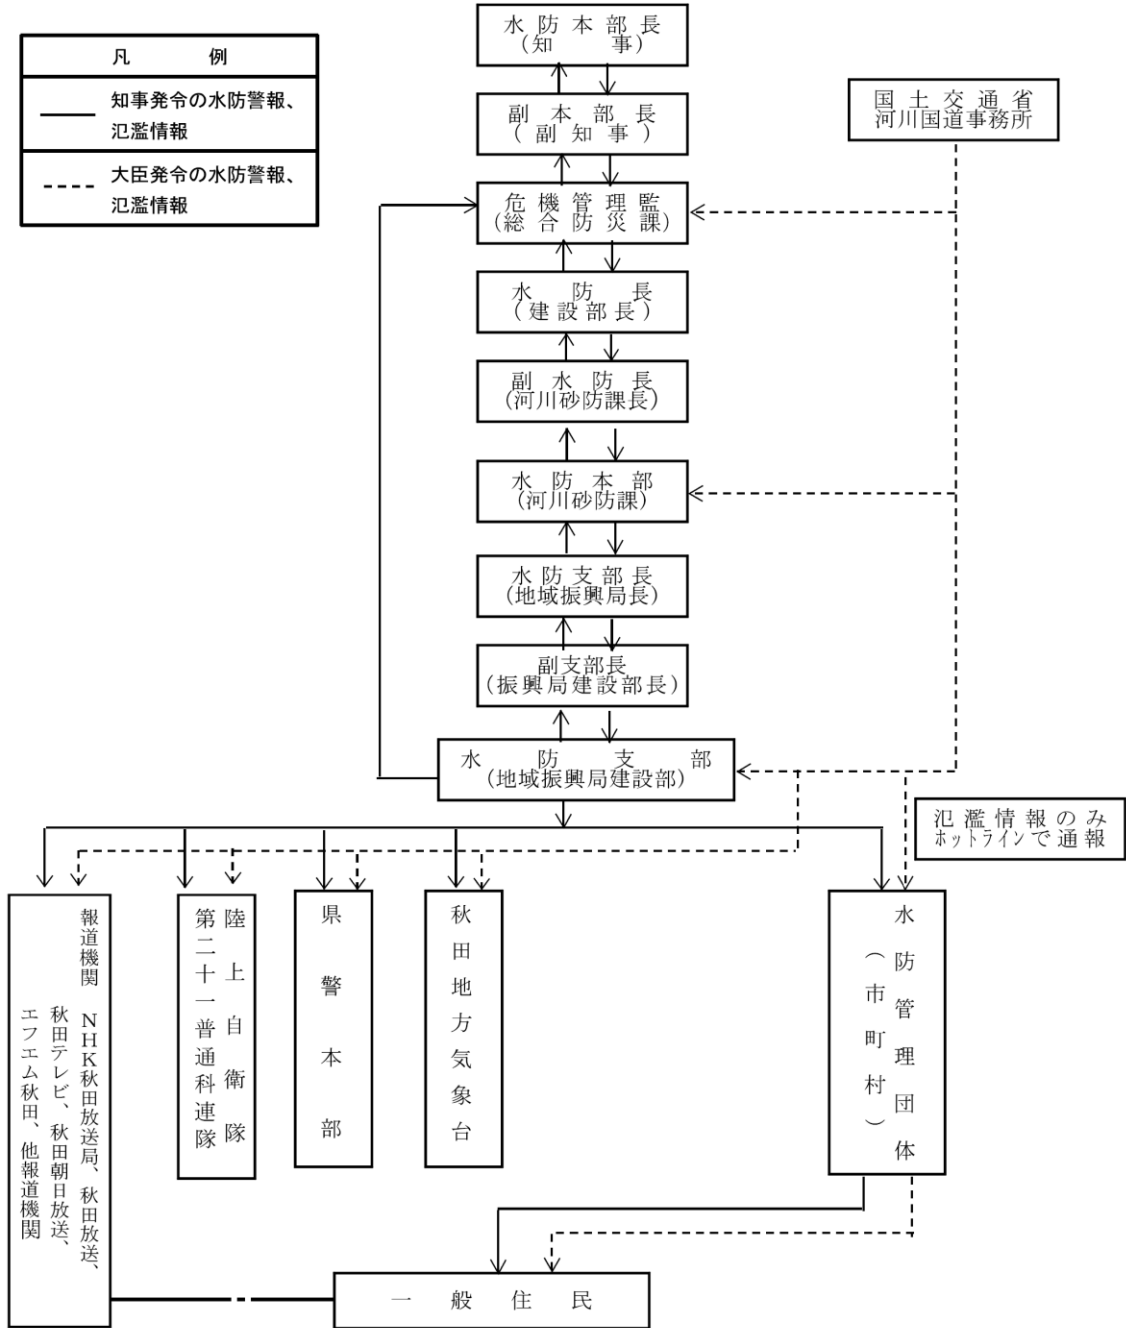 水防本部長
(知事)
凡例
知事発令の水防警報、
氾濫情報
大臣発令の水防警報、
氾濫情報
副本部長
(副知事)
国土交通省
河川国道事務所
危機管理監
(総合防災課)
水防長
(建設部長)
副水防長
(河川砂防課長)
水防本部
(河川砂防課)
水防支部長
(地域振興局長)
副支部長
(振興局建設部長)
水防支部
(地域振興局建設部)
氾濫情報のみ
ホットラインで通報
報道機関 NHK秋田放送局、秋田放送、
秋田テレビ、秋田朝日放送、
エフエム秋田、他報道機関
陸上自衛隊
第二十一普通科連隊
県警本部
秋田地方気象台
水防管理団体
(市町村)
一般住民